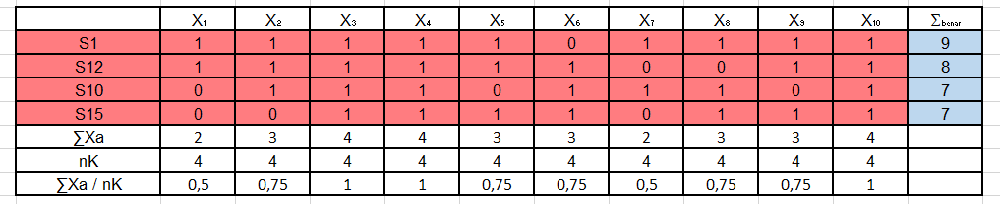 X₁ X₂ X₃ X₄ X₅ X₆ X₇ X₈ X₉ X₁₀ Σbenar
S1 1 1 1 1 1 0 1 1 1 1 9
S12 1 1 1 1 1 1 0 0 1 1 8
S10 0 1 1 1 0 1 1 1 0 1 7
S15 0 0 1 1 1 1 0 1 1 1 7
∑Xa 2 3 4 4 3 3 2 3 3 4
nK 4 4 4 4 4 4 4 4 4 4
∑Xa / nK 0,5 0,75 1 1 0,75 0,75 0,5 0,75 0,75 1